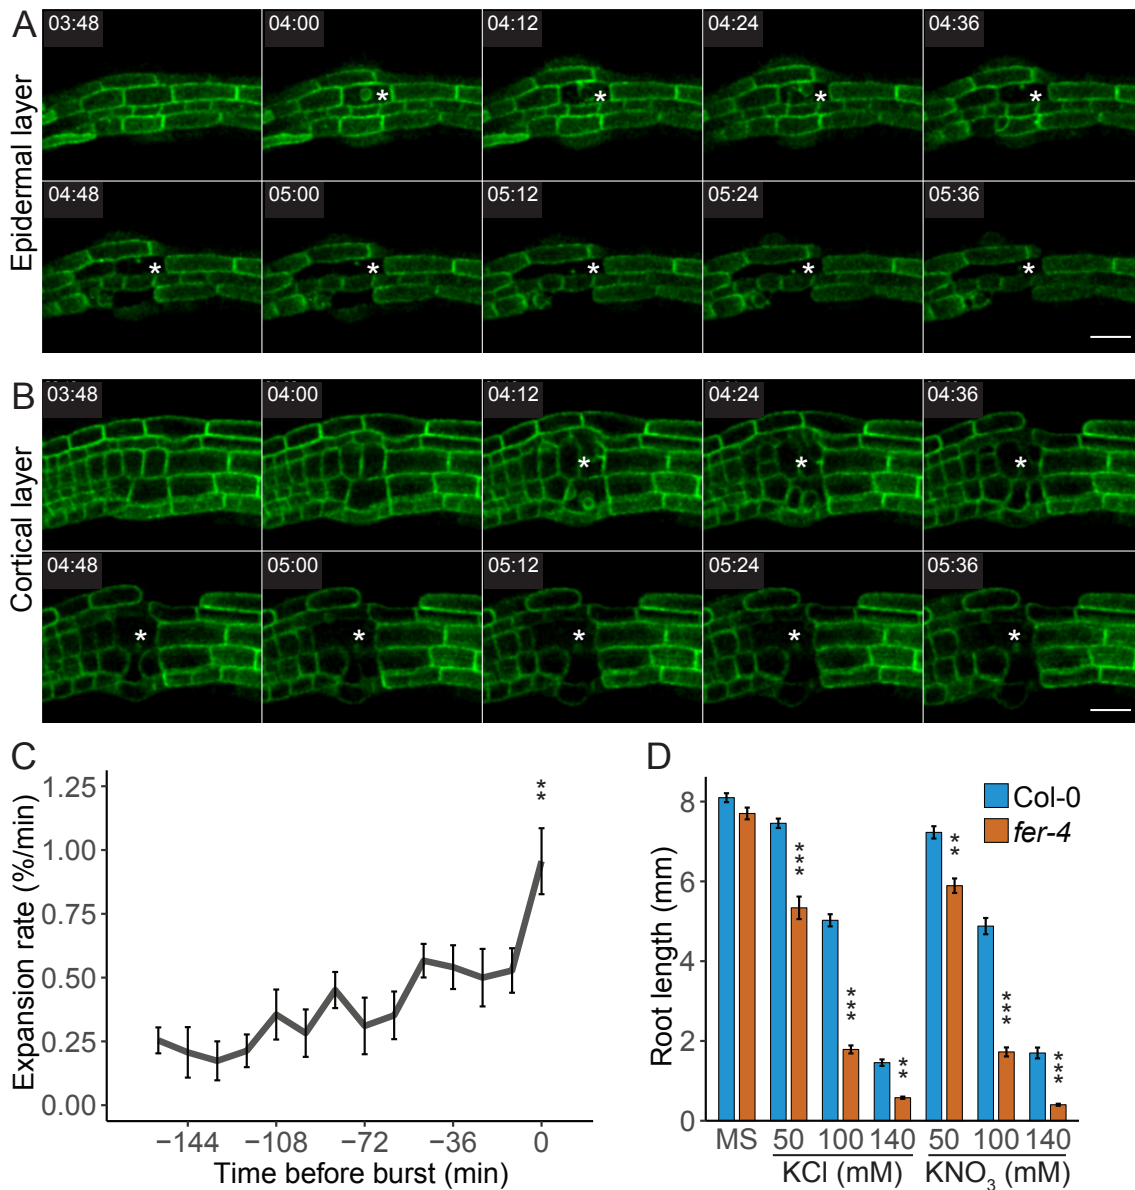 A
Epidermal layer
03:48 04:00 04:12 04:24 04:36
* * * *
04:48 05:00 05:12 05:24 05:36
* * * * *
B
Cortical layer
03:48 04:00 04:12 04:24 04:36
* * *
04:48 05:00 05:12 05:24 05:36
* * * * *
C
Expansion rate (%/min)
1.25
1.00
0.75
0.50
0.25
0.00
**
−144 −108 −72 −36 0
Time before burst (min)
D
Root length (mm)
8
6
4
2
0
Col-0
fer-4
*** *** ** ** *** ***
MS 50 100 140 50 100 140
KCl (mM) KNO₃ (mM)